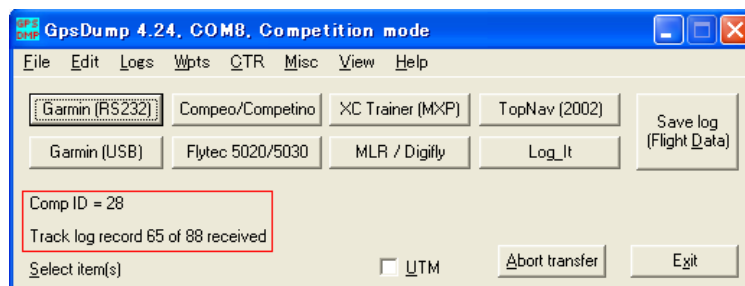 GPS DMP GpsDump 4.24, COM8, Competition mode
File Edit Logs Wpts CTR Misc View Help
Garmin (RS232) Compeo/Competino XC Trainer (MXP) TopNav (2002) Save log (Flight Data)
Garmin (USB) Flytec 5020/5030 MLR / Digifly Log_It
Comp ID = 28
Track log record 65 of 88 received
Select item(s) UTM Abort transfer Exit